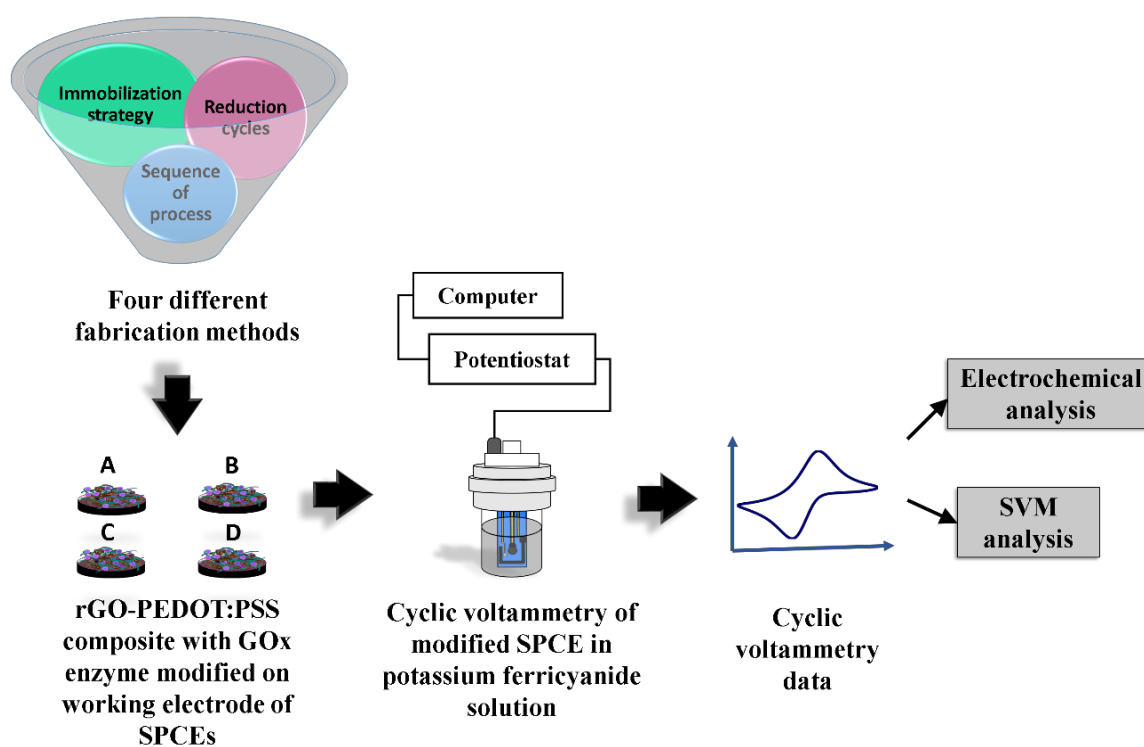 Immobilization
strategy
Reduction
cycles
Sequence
of
process
Four different
fabrication methods
A
B
C
D
rGO-PEDOT:PSS
composite with GOx
enzyme modified on
working electrode of
SPCEs
Computer
Potentiostat
Cyclic voltammetry of
modified SPCE in
potassium ferricyanide
solution
Cyclic
voltammetry
data
Electrochemical
analysis
SVM
analysis